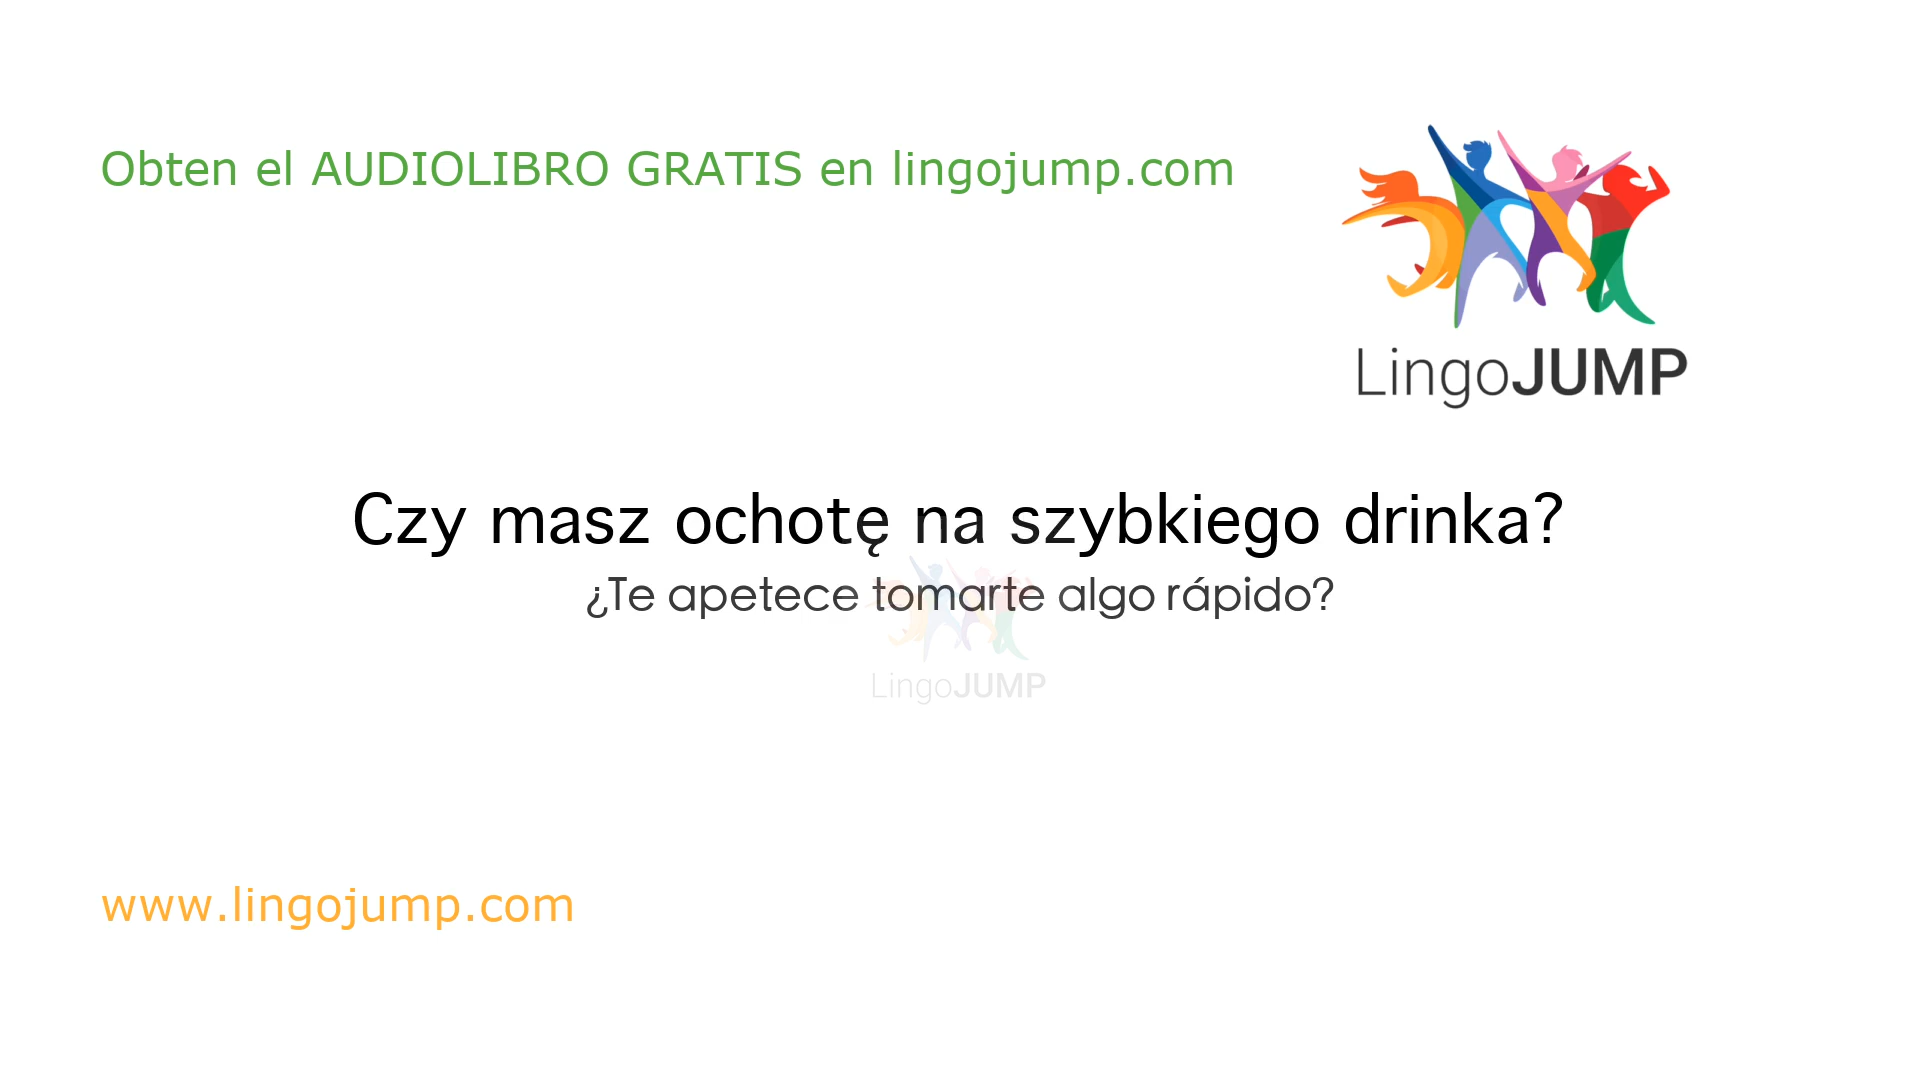 Obten el AUDIOLIBRO GRATIS en lingojump.com
LingoJUMP
Czy masz ochotę na szybkiego drinka?
¿Te apetece tomarte algo rápido?
LingoJUMP
www.lingojump.com